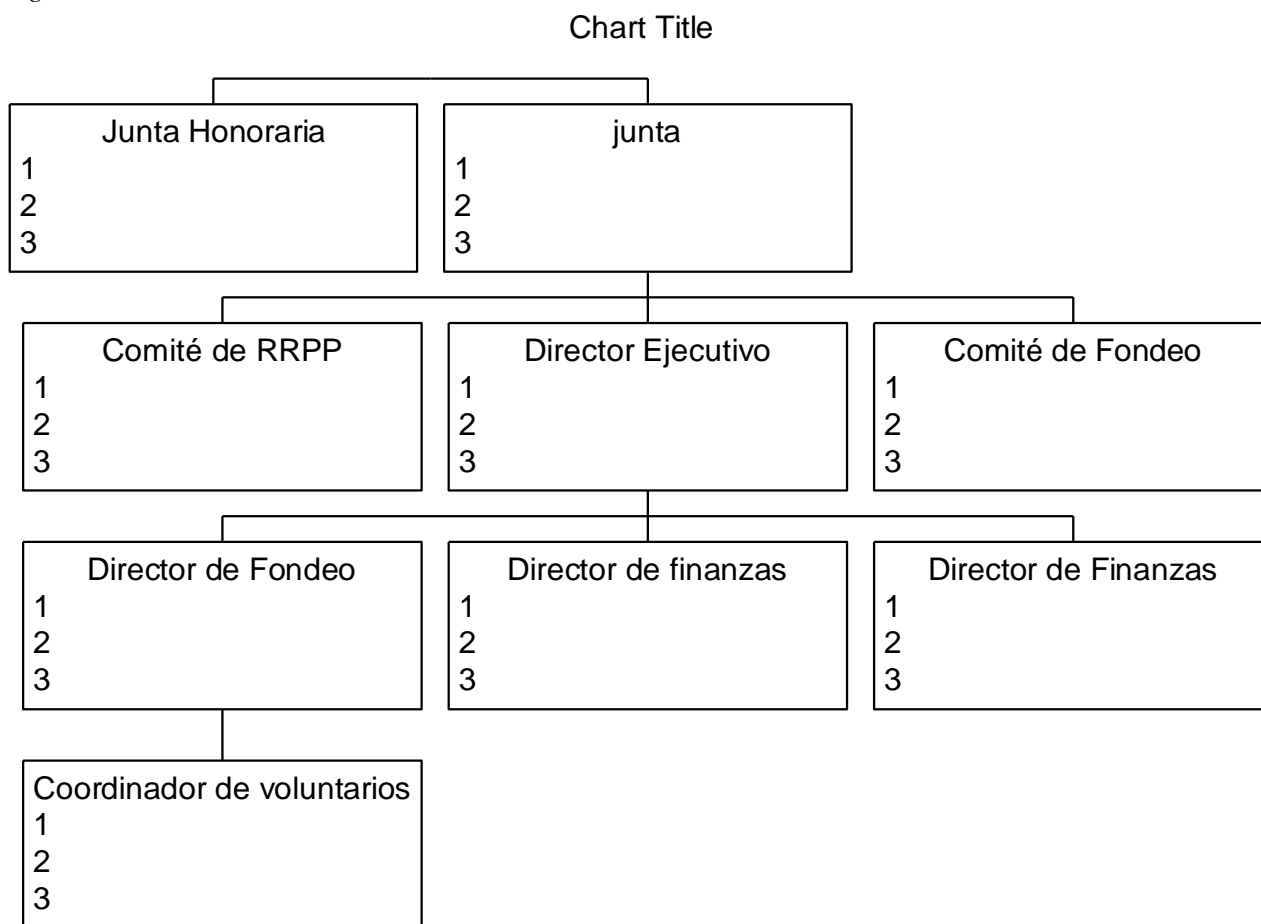 Chart Title
Junta Honoraria
1
2
3
junta
1
2
3
Comité de RRPP
1
2
3
Director Ejecutivo
1
2
3
Comité de Fondeo
1
2
3
Director de Fondeo
1
2
3
Director de finanzas
1
2
3
Director de Finanzas
1
2
3
Coordinador de voluntarios
1
2
3